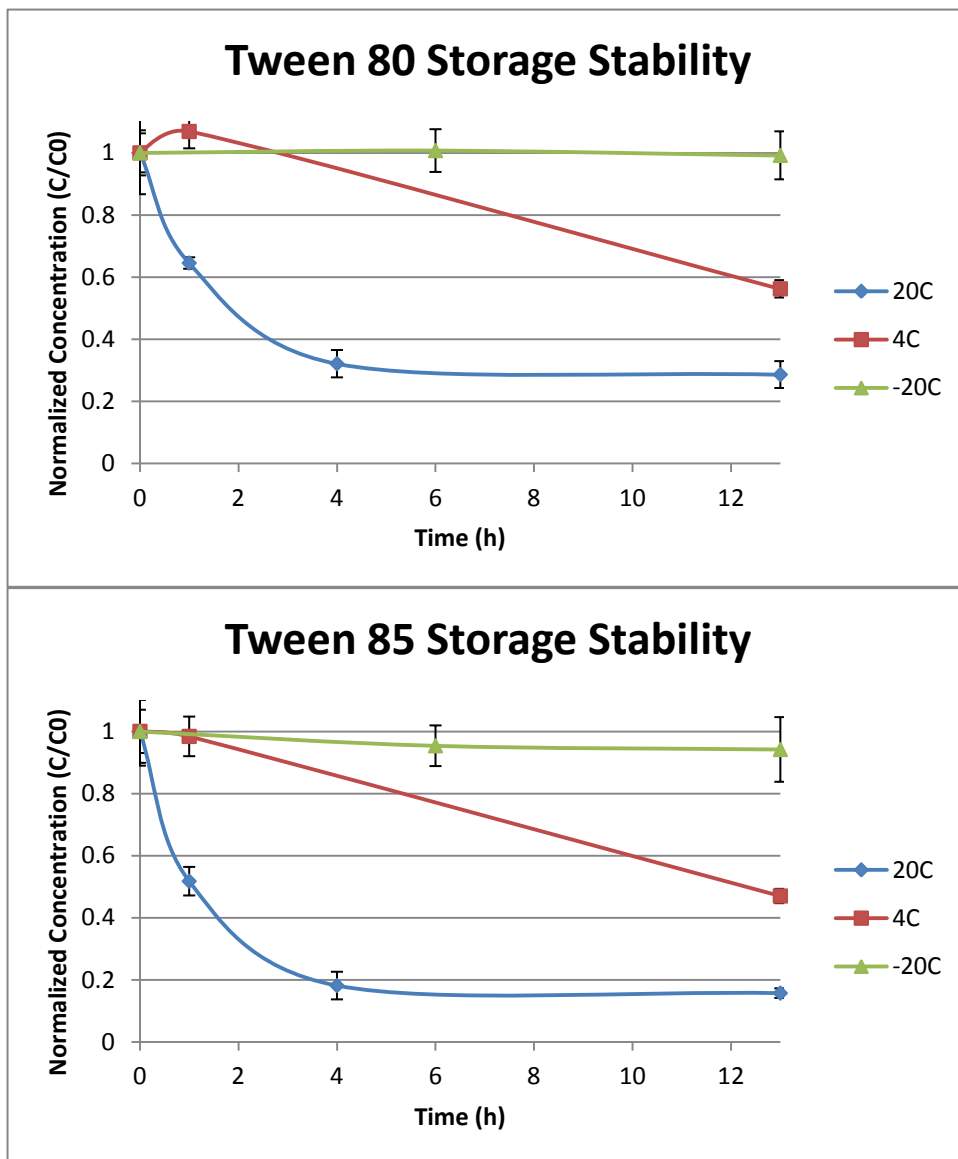 Tween 80 Storage Stability
Normalized Concentration (C/C0)
1
0.8
0.6
0.4
0.2
0
0 2 4 6 8 10 12
Time (h)
20C
4C
-20C
Tween 85 Storage Stability
Normalized Concentration (C/C0)
1
0.8
0.6
0.4
0.2
0
0 2 4 6 8 10 12
Time (h)
20C
4C
-20C